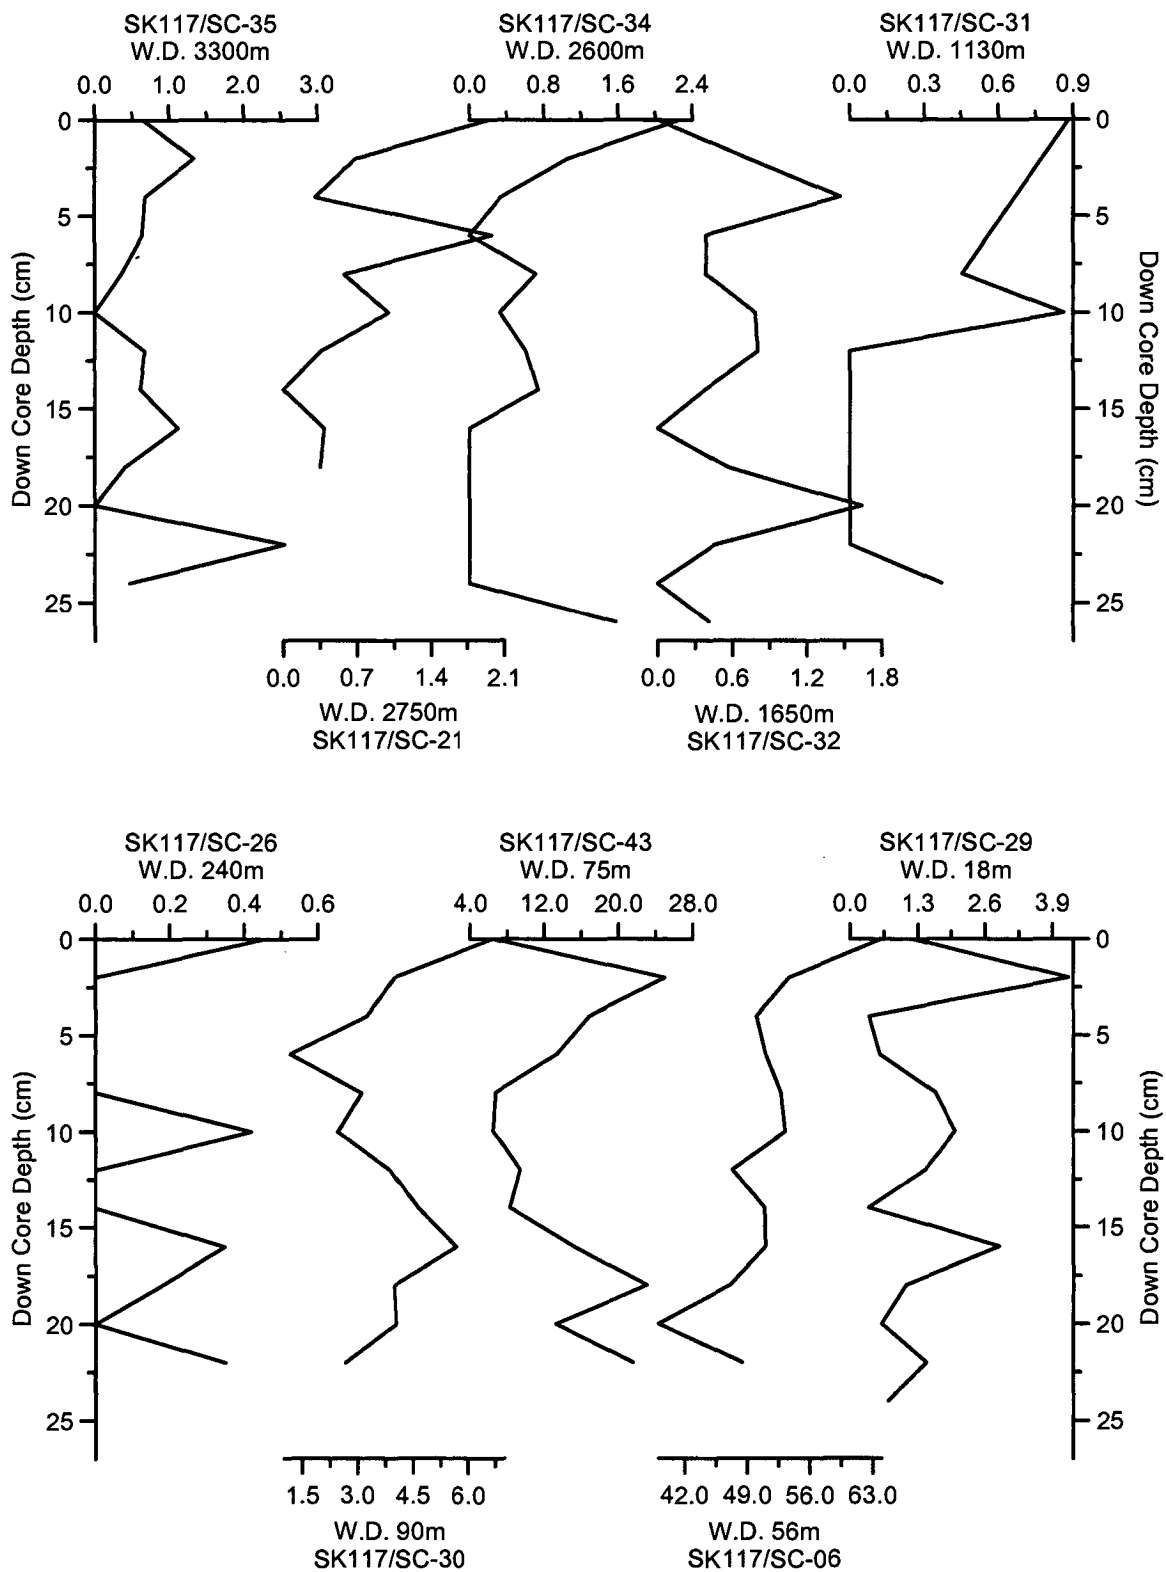 SK117/SC-35 SK117/SC-34 SK117/SC-31
W.D. 3300m W.D. 2600m W.D. 1130m
0.0 1.0 2.0 3.0 0.0 0.8 1.6 2.4 0.0 0.3 0.6 0.9
0 0
5 5
10 10
15 15
20 20
25 25
Down Core Depth (cm)
Down Core Depth (cm)
0.0 0.7 1.4 2.1 0.0 0.6 1.2 1.8
W.D. 2750m W.D. 1650m
SK117/SC-21 SK117/SC-32
SK117/SC-26 SK117/SC-43 SK117/SC-29
W.D. 240m W.D. 75m W.D. 18m
0.0 0.2 0.4 0.6 4.0 12.0 20.0 28.0 0.0 1.3 2.6 3.9
0 0
5 5
10 10
15 15
20 20
25 25
Down Core Depth (cm)
Down Core Depth (cm)
1.5 3.0 4.5 6.0 42.0 49.0 56.0 63.0
W.D. 90m W.D. 56m
SK117/SC-30 SK117/SC-06